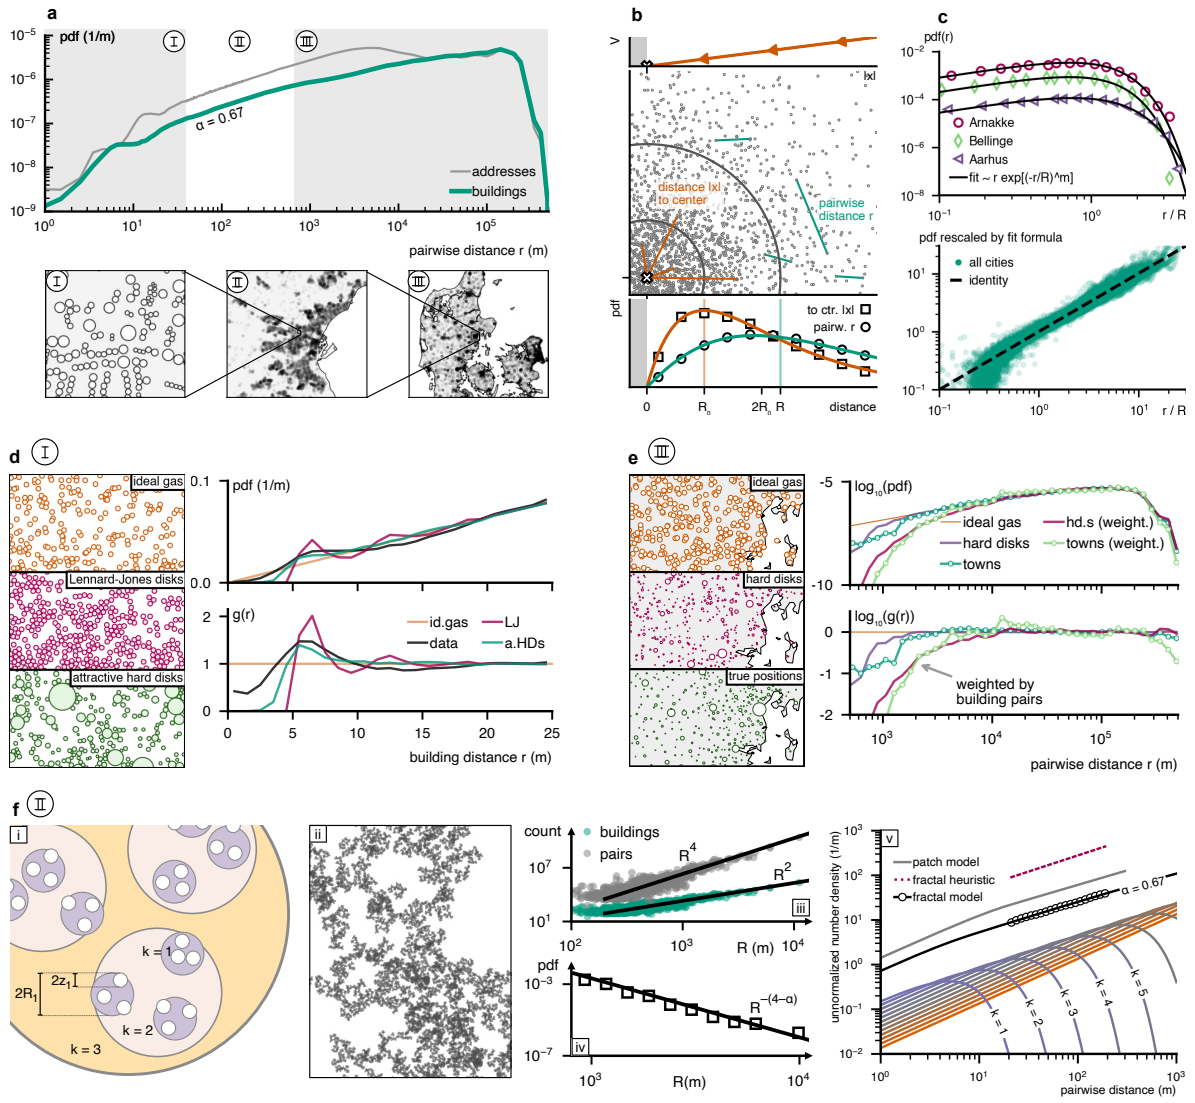 a
pdf (1/m)
I
II
III
10⁻⁵
10⁻⁶
10⁻⁷
10⁻⁸
10⁻⁹
α = 0.67
addresses
buildings
10⁰ 10¹ 10² 10³ 10⁴ 10⁵
pairwise distance r (m)
I
II
III
b
V
|x|
distance |x|
to center
pairwise
distance r
pdf
to ctr. |x|
pairw. r
0 R₀ 2R₀ R distance
c
pdf(r)
10⁻²
10⁻⁴
10⁻⁶
10⁻⁸
Arnakke
Bellinge
Aarhus
fit ~ r exp[(-r/R)^m]
10⁻¹ 10⁰ r / R
pdf rescaled by fit formula
all cities
identity
10¹
10⁰
10⁻¹
10⁻¹ 10⁰ 10¹ r / R
d
I
ideal gas
Lennard-Jones disks
attractive hard disks
0.1
pdf (1/m)
0.0
g(r)
2
1
0
id.gas
data
LJ
a.HDs
0 5 10 15 20 25
building distance r (m)
e
III
ideal gas
hard disks
true positions
-5
log₁₀(pdf)
ideal gas
hard disks
towns
hd.s (weight.)
towns (weight.)
-10
log₁₀(g(r))
0
-1
-2
weighted by
building pairs
10³ 10⁴ 10⁵
pairwise distance r (m)
f
II
i
2R₁
2z₁
k = 1
k = 2
k = 3
ii
count
10⁷
10¹
buildings
pairs
R⁴
R²
iii
10² 10³ 10⁴
R (m)
pdf
10⁻³
10⁻⁷
R⁻⁽⁴⁻ᵅ⁾
iv
10³ 10⁴
R(m)
v
unnormalized number density (1/m)
10³
10²
10¹
10⁰
10⁻¹
10⁻²
patch model
fractal heuristic
fractal model
α = 0.67
k = 1
k = 2
k = 3
k = 4
k = 5
10⁰ 10¹ 10² 10³
pairwise distance (m)